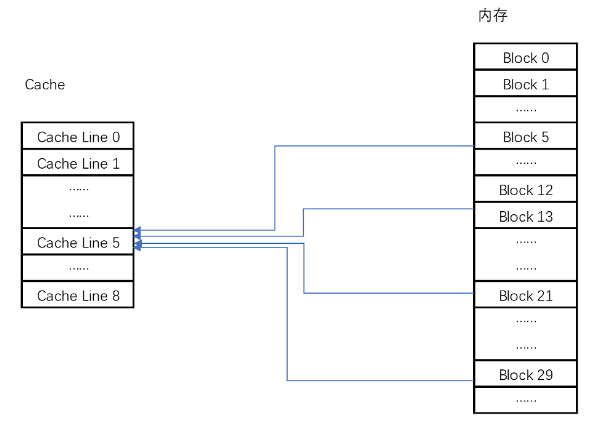 内存
Cache
Cache Line 0
Cache Line 1
......
......
Cache Line 5
......
Cache Line 8
Block 0
Block 1
......
Block 5
......
Block 12
Block 13
......
......
Block 21
......
......
Block 29
......